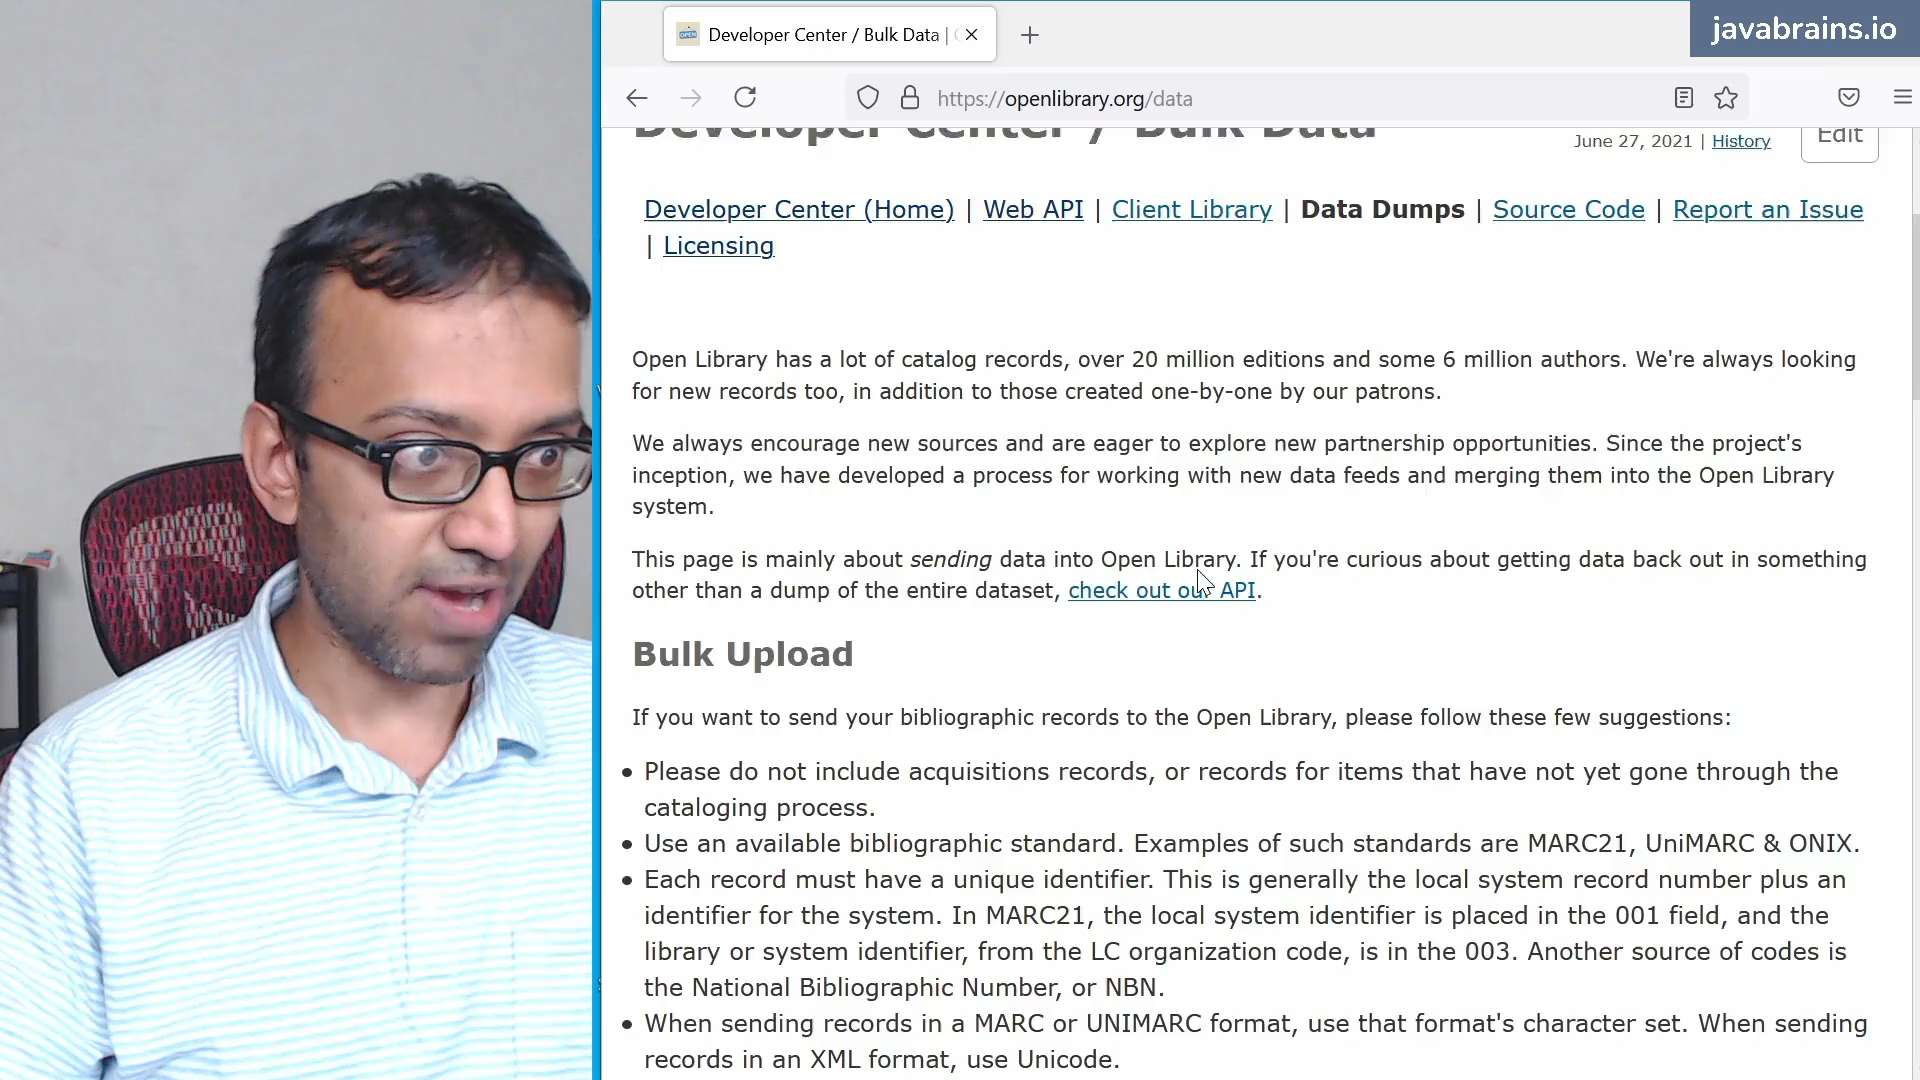 javabrains.io
Developer Center / Bulk Data |
https://openlibrary.org/data
Developer Center / Bulk Data
June 27, 2021 | History
Edit
Developer Center (Home) | Web API | Client Library | Data Dumps | Source Code | Report an Issue
| Licensing
Open Library has a lot of catalog records, over 20 million editions and some 6 million authors. We're always looking
for new records too, in addition to those created one-by-one by our patrons.
We always encourage new sources and are eager to explore new partnership opportunities. Since the project's
inception, we have developed a process for working with new data feeds and merging them into the Open Library
system.
This page is mainly about sending data into Open Library. If you're curious about getting data back out in something
other than a dump of the entire dataset, check out our API.
Bulk Upload
If you want to send your bibliographic records to the Open Library, please follow these few suggestions:
• Please do not include acquisitions records, or records for items that have not yet gone through the
cataloging process.
• Use an available bibliographic standard. Examples of such standards are MARC21, UniMARC & ONIX.
• Each record must have a unique identifier. This is generally the local system record number plus an
identifier for the system. In MARC21, the local system identifier is placed in the 001 field, and the
library or system identifier, from the LC organization code, is in the 003. Another source of codes is
the National Bibliographic Number, or NBN.
• When sending records in a MARC or UNIMARC format, use that format's character set. When sending
records in an XML format, use Unicode.